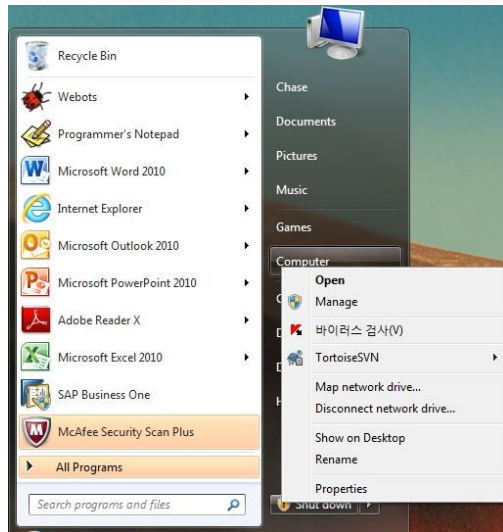 Recycle Bin
Webots
Programmer's Notepad
Microsoft Word 2010
Internet Explorer
Microsoft Outlook 2010
Microsoft PowerPoint 2010
Adobe Reader X
Microsoft Excel 2010
SAP Business One
McAfee Security Scan Plus
All Programs
Search programs and files
Chase
Documents
Pictures
Music
Games
Computer
Open
Manage
바이러스 검사(V)
TortoiseSVN
Map network drive...
Disconnect network drive...
Show on Desktop
Rename
Properties
Shut down